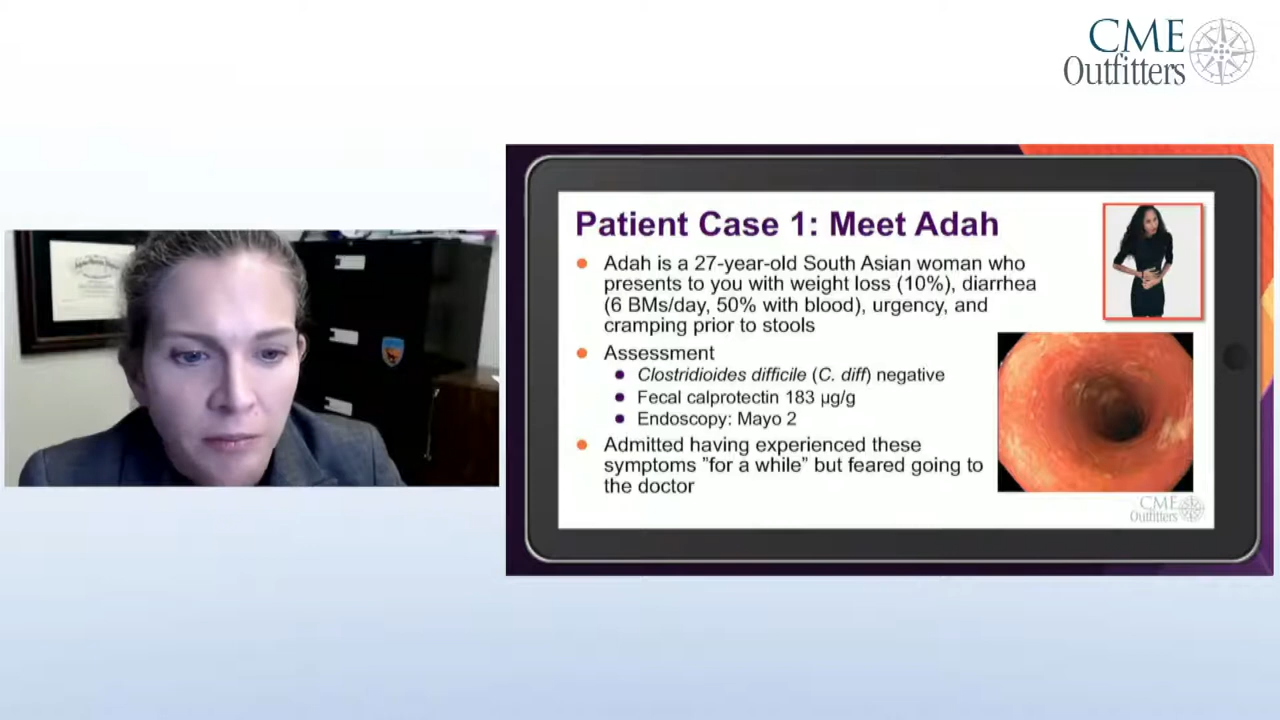 CME
Outfitters
Patient Case 1: Meet Adah
Adah is a 27-year-old South Asian woman who
presents to you with weight loss (10%), diarrhea
(6 BMs/day, 50% with blood), urgency, and
cramping prior to stools
Assessment
Clostridioides difficile (C. diff) negative
Fecal calprotectin 183 µg/g
Endoscopy: Mayo 2
Admitted having experienced these
symptoms ”for a while” but feared going to
the doctor
CME
Outfitters